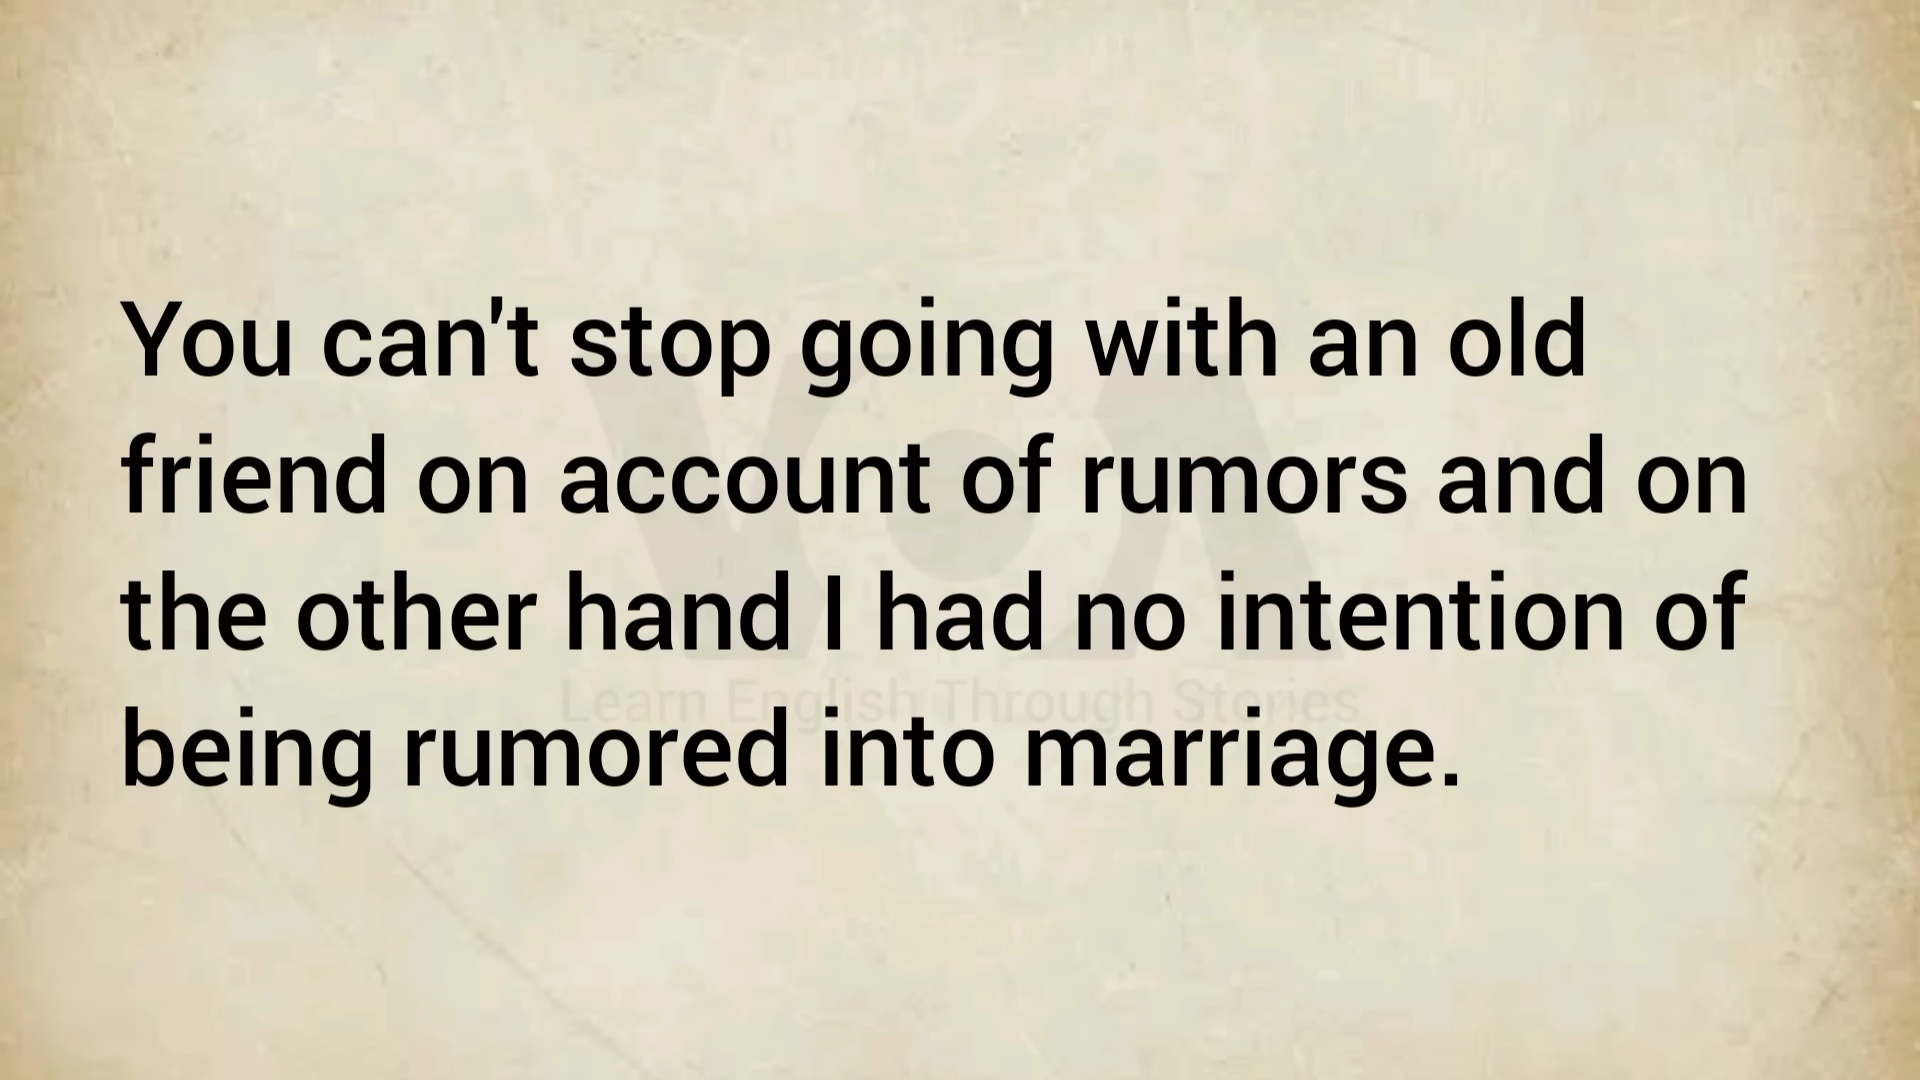 You can't stop going with an old
friend on account of rumors and on
the other hand I had no intention of
being rumored into marriage.
VOA
Learn English Through Stories